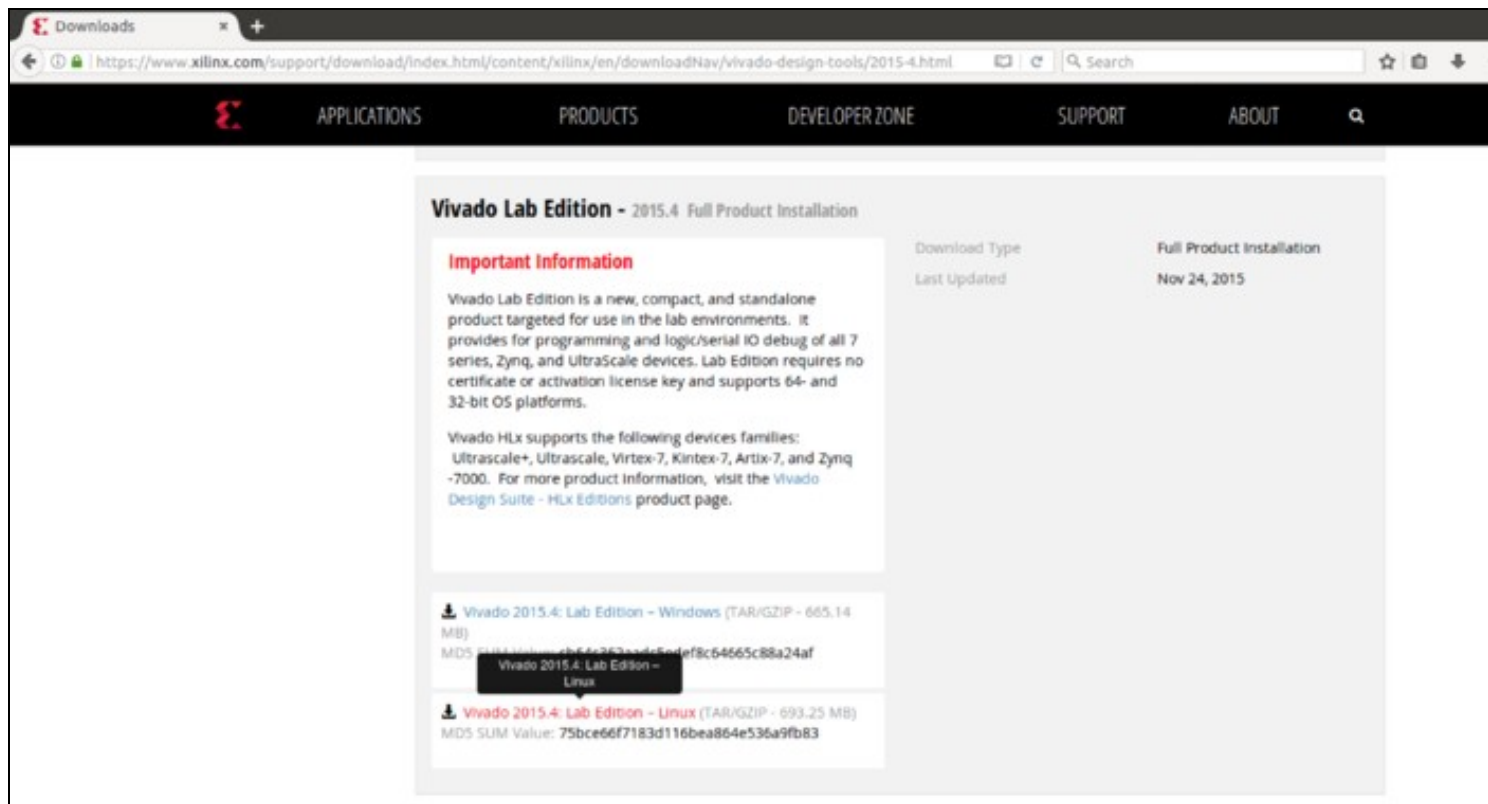 Downloads
https://www.xilinx.com/support/download/index.html/content/xilinx/en/downloadNav/vivado-design-tools/2015-4.html
Search
APPLICATIONS PRODUCTS DEVELOPER ZONE SUPPORT ABOUT
Vivado Lab Edition - 2015.4 Full Product Installation
Important Information
Vivado Lab Edition is a new, compact, and standalone
product targeted for use in the lab environments. It
provides for programming and logic/serial IO debug of all 7
series, Zynq, and UltraScale devices. Lab Edition requires no
certificate or activation license key and supports 64- and
32-bit OS platforms.
Vivado HLx supports the following devices families:
Ultrascale+, Ultrascale, Virtex-7, Kintex-7, Artix-7, and Zynq
-7000. For more product information, visit the Vivado
Design Suite - HLx Editions product page.
Download Type Full Product Installation
Last Updated Nov 24, 2015
Vivado 2015.4: Lab Edition – Windows (TAR/GZIP - 665.14
MB)
MD5
Vivado 2015.4: Lab Edition –
Linux
Vivado 2015.4: Lab Edition – Linux (TAR/GZIP - 693.25 MB)
MD5 SUM Value: 75bce66f7183d116bea864e536a9fb83